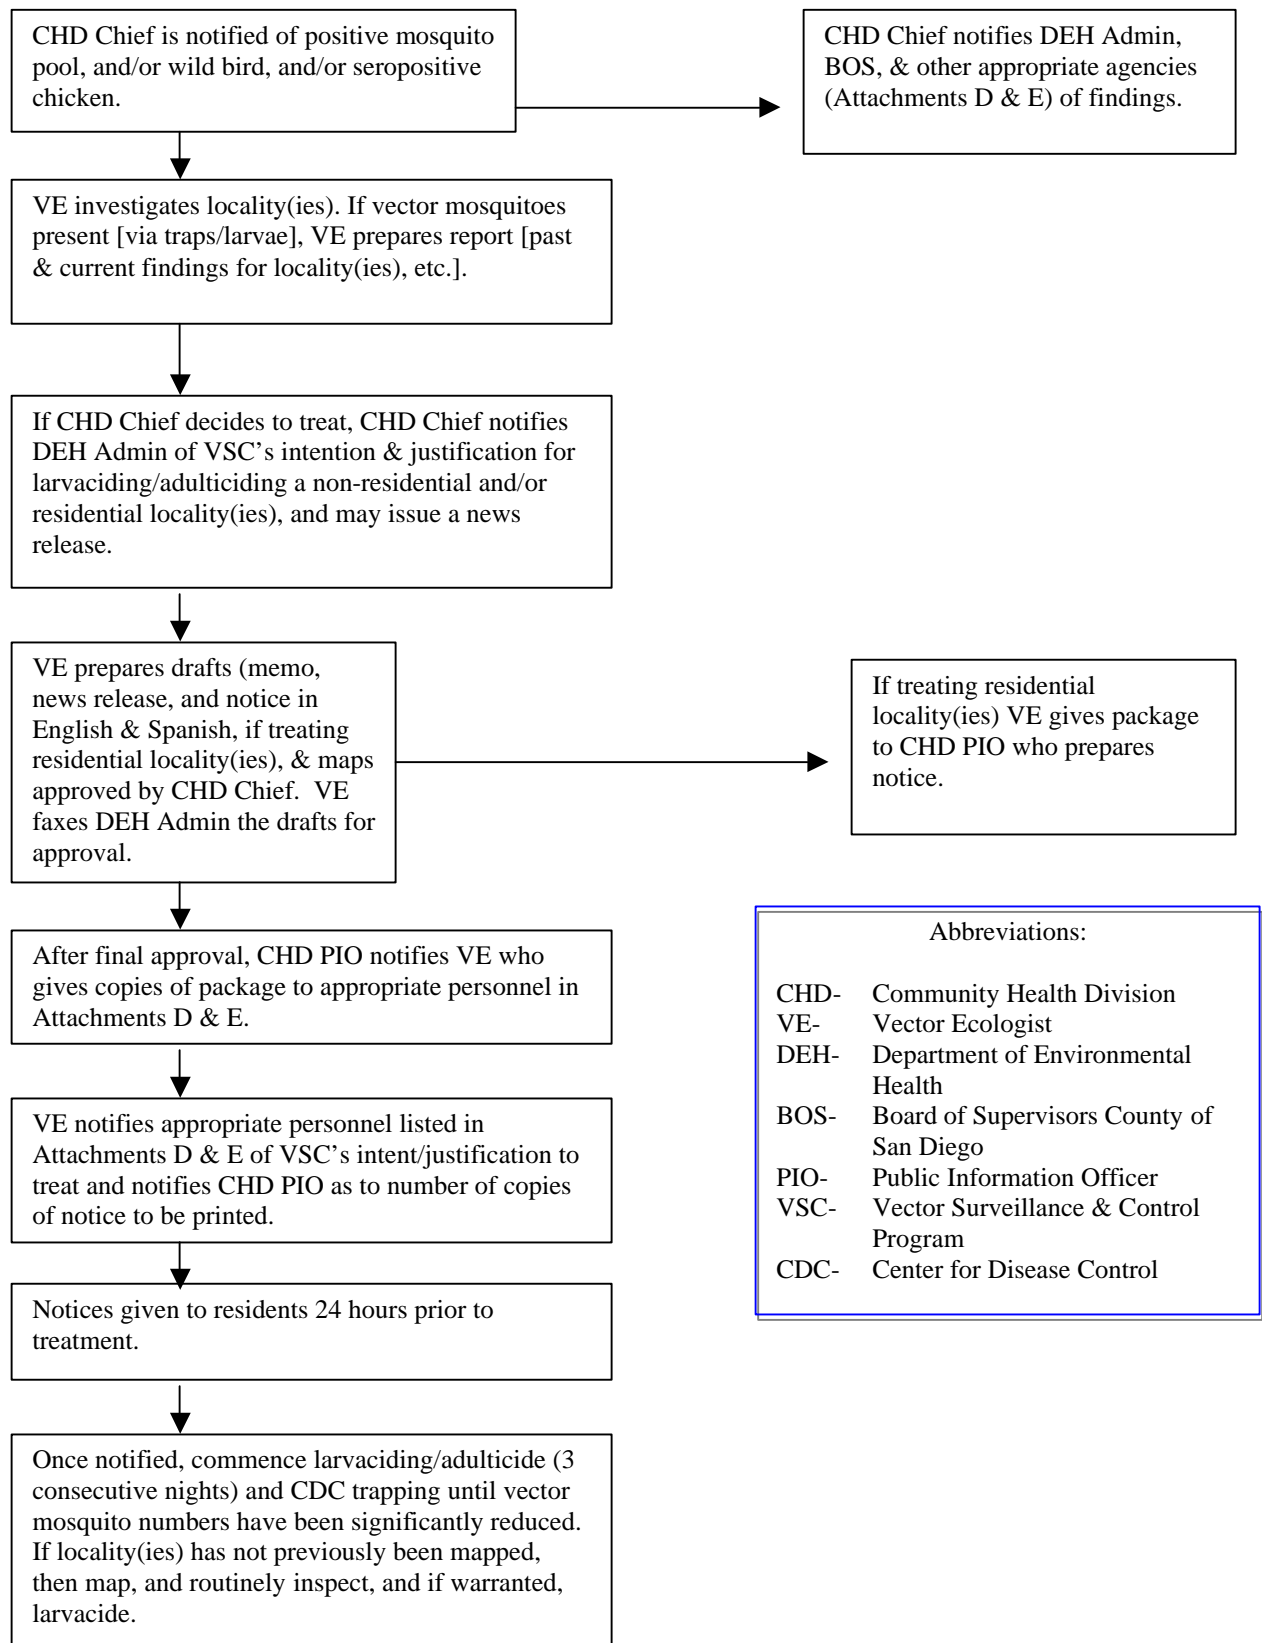 CHD Chief is notified of positive mosquito
pool, and/or wild bird, and/or seropositive
chicken.
CHD Chief notifies DEH Admin,
BOS, & other appropriate agencies
(Attachments D & E) of findings.
VE investigates locality(ies). If vector mosquitoes
present [via traps/larvae], VE prepares report [past
& current findings for locality(ies), etc.].
If CHD Chief decides to treat, CHD Chief notifies
DEH Admin of VSC's intention & justification for
larvaciding/adulticiding a non-residential and/or
residential locality(ies), and may issue a news
release.
VE prepares drafts (memo,
news release, and notice in
English & Spanish, if treating
residential locality(ies), & maps
approved by CHD Chief.  VE
faxes DEH Admin the drafts for
approval.
If treating residential
locality(ies) VE gives package
to CHD PIO who prepares
notice.
After final approval, CHD PIO notifies VE who
gives copies of package to appropriate personnel in
Attachments D & E.
VE notifies appropriate personnel listed in
Attachments D & E of VSC's intent/justification to
treat and notifies CHD PIO as to number of copies
of notice to be printed.
Notices given to residents 24 hours prior to
treatment.
Once notified, commence larvaciding/adulticide (3
consecutive nights) and CDC trapping until vector
mosquito numbers have been significantly reduced.
If locality(ies) has not previously been mapped,
then map, and routinely inspect, and if warranted,
larvacide.
Abbreviations:
CHD- Community Health Division
VE- Vector Ecologist
DEH- Department of Environmental
Health
BOS- Board of Supervisors County of
San Diego
PIO- Public Information Officer
VSC- Vector Surveillance & Control
Program
CDC- Center for Disease Control